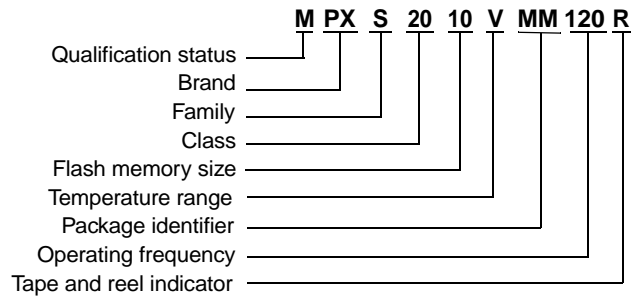 M PX S 20 10 V MM 120 R
Qualification status
Brand
Family
Class
Flash memory size
Temperature range
Package identifier
Operating frequency
Tape and reel indicator